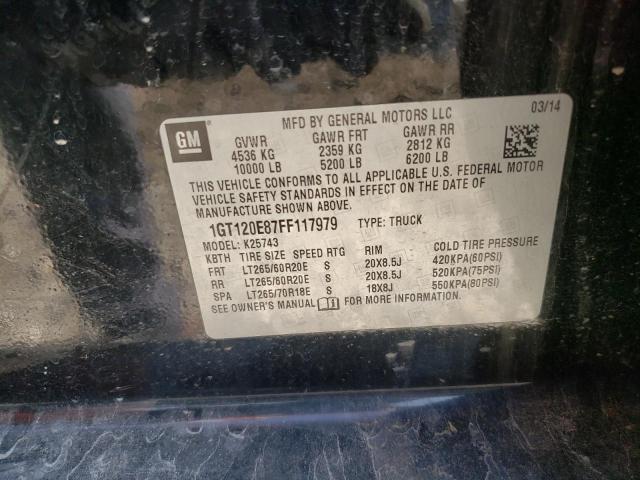 MFD BY GENERAL MOTORS LLC 03/14
GM
GVWR GAWR FRT GAWR RR
4536 KG 2359 KG 2812 KG
10000 LB 5200 LB 6200 LB
THIS VEHICLE CONFORMS TO ALL APPLICABLE U.S. FEDERAL MOTOR
VEHICLE SAFETY STANDARDS IN EFFECT ON THE DATE OF
MANUFACTURE SHOWN ABOVE.
1GT120E87FF117979 TYPE: TRUCK
MODEL: K25743
KBTH TIRE SIZE SPEED RTG RIM COLD TIRE PRESSURE
FRT LT265/60R20E S 20X8.5J 420KPA(60PSI)
RR LT265/60R20E S 20X8.5J 520KPA(75PSI)
SPA LT265/70R18E S 18X8J 550KPA(80PSI)
SEE OWNER'S MANUAL FOR MORE INFORMATION.